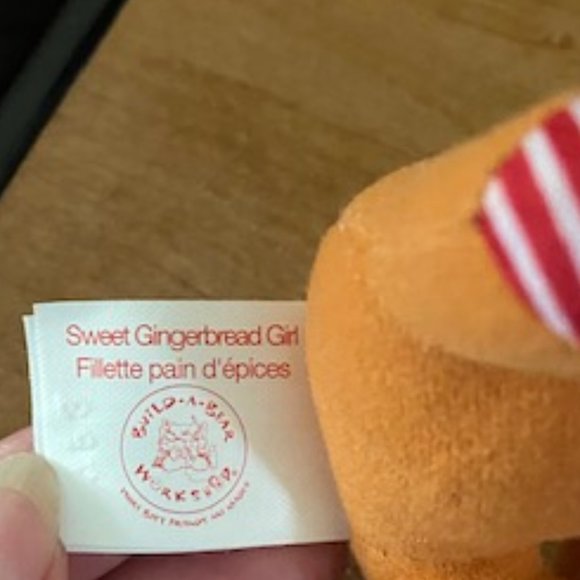 Sweet Gingerbread Girl
Fillette pain d'épices
BUILD-A-BEAR
WORKSHOP